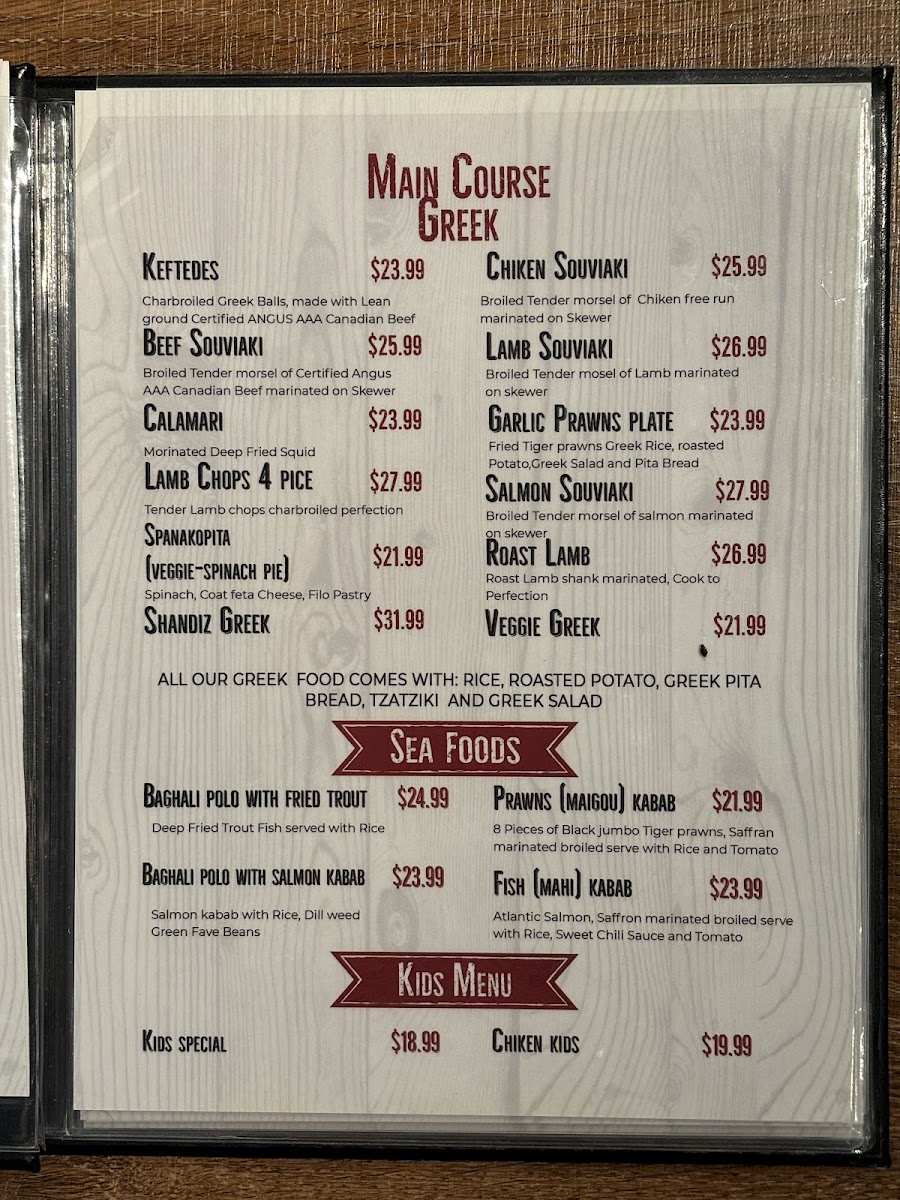 Main Course
Greek
Keftedes $23.99
Charbroiled Greek Balls, made with Lean
ground Certified ANGUS AAA Canadian Beef
Beef Souviaki $25.99
Broiled Tender morsel of Certified Angus
AAA Canadian Beef marinated on Skewer
Calamari $23.99
Morinated Deep Fried Squid
Lamb Chops 4 pice $27.99
Tender Lamb chops charbroiled perfection
Spanakopita
(veggie-spinach pie) $21.99
Spinach, Coat feta Cheese, Filo Pastry
Shandiz Greek $31.99
Chiken Souviaki $25.99
Broiled Tender morsel of Chiken free run
marinated on Skewer
Lamb Souviaki $26.99
Broiled Tender mosel of Lamb marinated
on skewer
Garlic Prawns plate $23.99
Fried Tiger prawns Greek Rice, roasted
Potato,Greek Salad and Pita Bread
Salmon Souviaki $27.99
Broiled Tender morsel of salmon marinated
on skewer
Roast Lamb $26.99
Roast Lamb shank marinated, Cook to
Perfection
Veggie Greek $21.99
ALL OUR GREEK FOOD COMES WITH: RICE, ROASTED POTATO, GREEK PITA
BREAD, TZATZIKI AND GREEK SALAD
Sea Foods
Baghali polo with fried trout $24.99
Deep Fried Trout Fish served with Rice
Baghali polo with salmon kabab $23.99
Salmon kabab with Rice, Dill weed
Green Fave Beans
Prawns (maigou) kabab $21.99
8 Pieces of Black jumbo Tiger prawns, Saffran
marinated broiled serve with Rice and Tomato
Fish (mahi) kabab $23.99
Atlantic Salmon, Saffron marinated broiled serve
with Rice, Sweet Chili Sauce and Tomato
Kids Menu
Kids special $18.99
Chiken kids $19.99